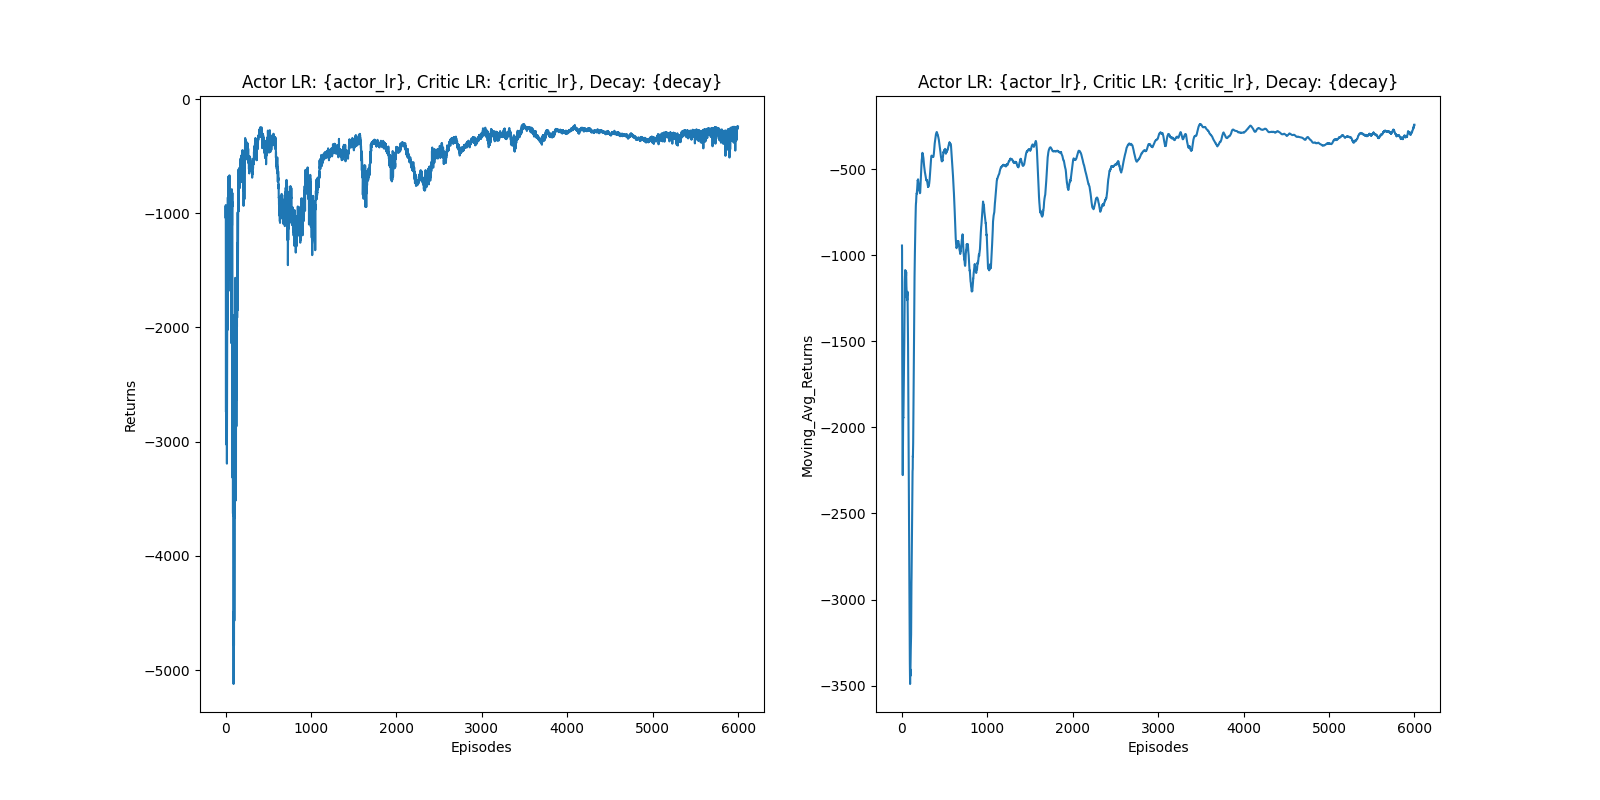 Actor LR: {actor_lr}, Critic LR: {critic_lr}, Decay: {decay}
0
−1000
−2000
−3000
−4000
−5000
Returns
0 1000 2000 3000 4000 5000 6000
Episodes
Actor LR: {actor_lr}, Critic LR: {critic_lr}, Decay: {decay}
−500
−1000
−1500
−2000
−2500
−3000
−3500
Moving_Avg_Returns
0 1000 2000 3000 4000 5000 6000
Episodes